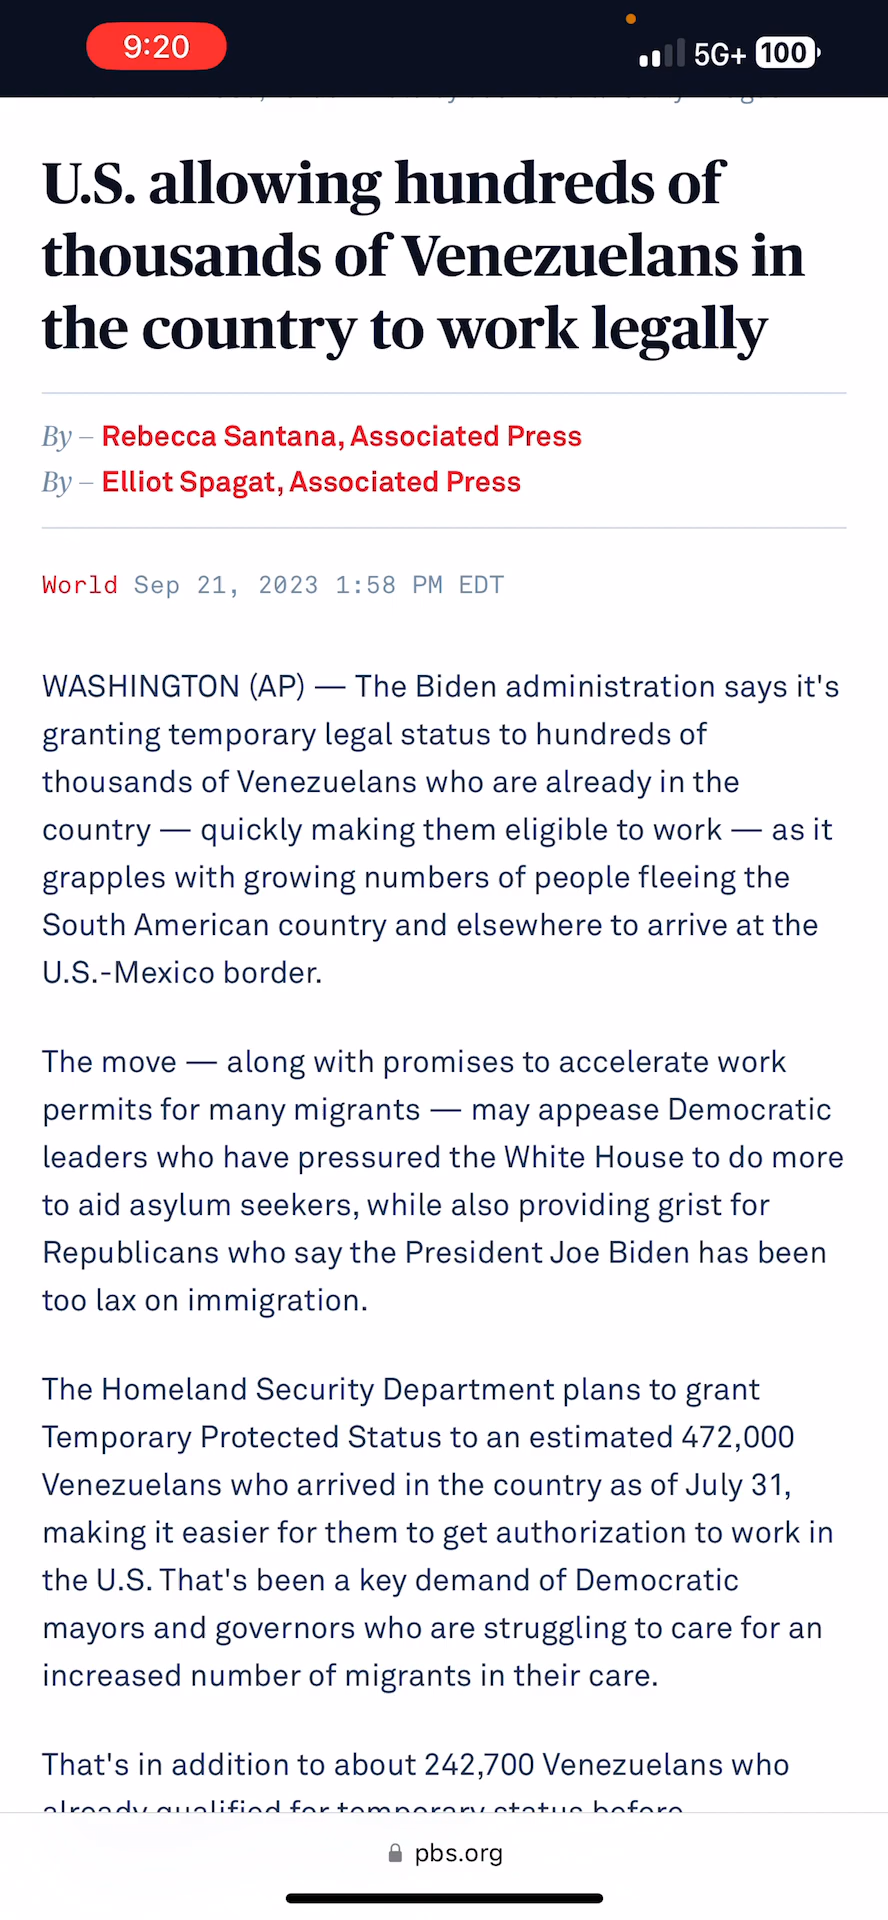 9:20
5G+ 100
U.S. allowing hundreds of
thousands of Venezuelans in
the country to work legally
By – Rebecca Santana, Associated Press
By – Elliot Spagat, Associated Press
World Sep 21, 2023 1:58 PM EDT
WASHINGTON (AP) — The Biden administration says it's
granting temporary legal status to hundreds of
thousands of Venezuelans who are already in the
country — quickly making them eligible to work — as it
grapples with growing numbers of people fleeing the
South American country and elsewhere to arrive at the
U.S.-Mexico border.
The move — along with promises to accelerate work
permits for many migrants — may appease Democratic
leaders who have pressured the White House to do more
to aid asylum seekers, while also providing grist for
Republicans who say the President Joe Biden has been
too lax on immigration.
The Homeland Security Department plans to grant
Temporary Protected Status to an estimated 472,000
Venezuelans who arrived in the country as of July 31,
making it easier for them to get authorization to work in
the U.S. That's been a key demand of Democratic
mayors and governors who are struggling to care for an
increased number of migrants in their care.
That's in addition to about 242,700 Venezuelans who
already qualified for temporary status before
pbs.org